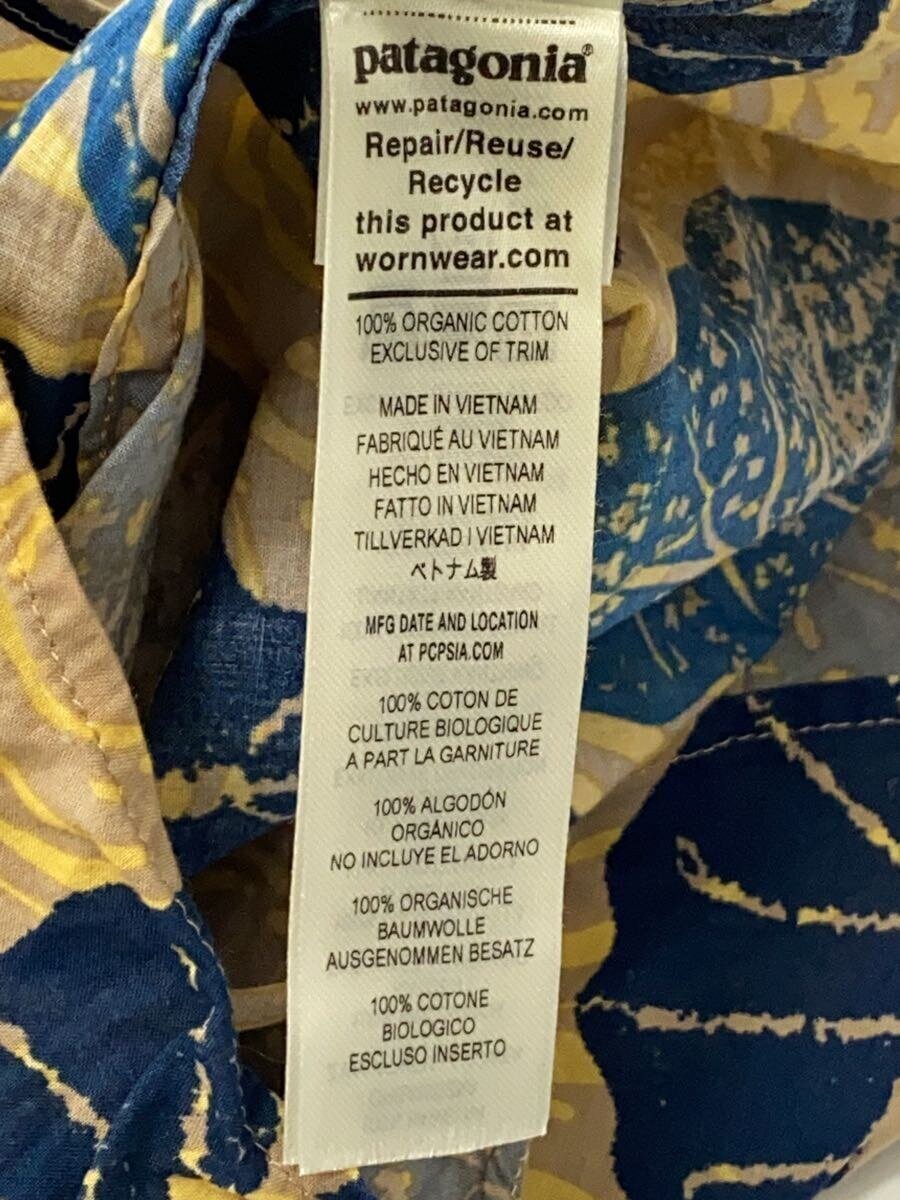 patagonia®
www.patagonia.com
Repair/Reuse/
Recycle
this product at
wornwear.com
100% ORGANIC COTTON
EXCLUSIVE OF TRIM
MADE IN VIETNAM
FABRIQUÉ AU VIETNAM
HECHO EN VIETNAM
FATTO IN VIETNAM
TILLVERKAD I VIETNAM
ベトナム製
MFG DATE AND LOCATION
AT PCPSIA.COM
100% COTON DE
CULTURE BIOLOGIQUE
A PART LA GARNITURE
100% ALGODÓN
ORGÁNICO
NO INCLUYE EL ADORNO
100% ORGANISCHE
BAUMWOLLE
AUSGENOMMEN BESATZ
100% COTONE
BIOLOGICO
ESCLUSO INSERTO